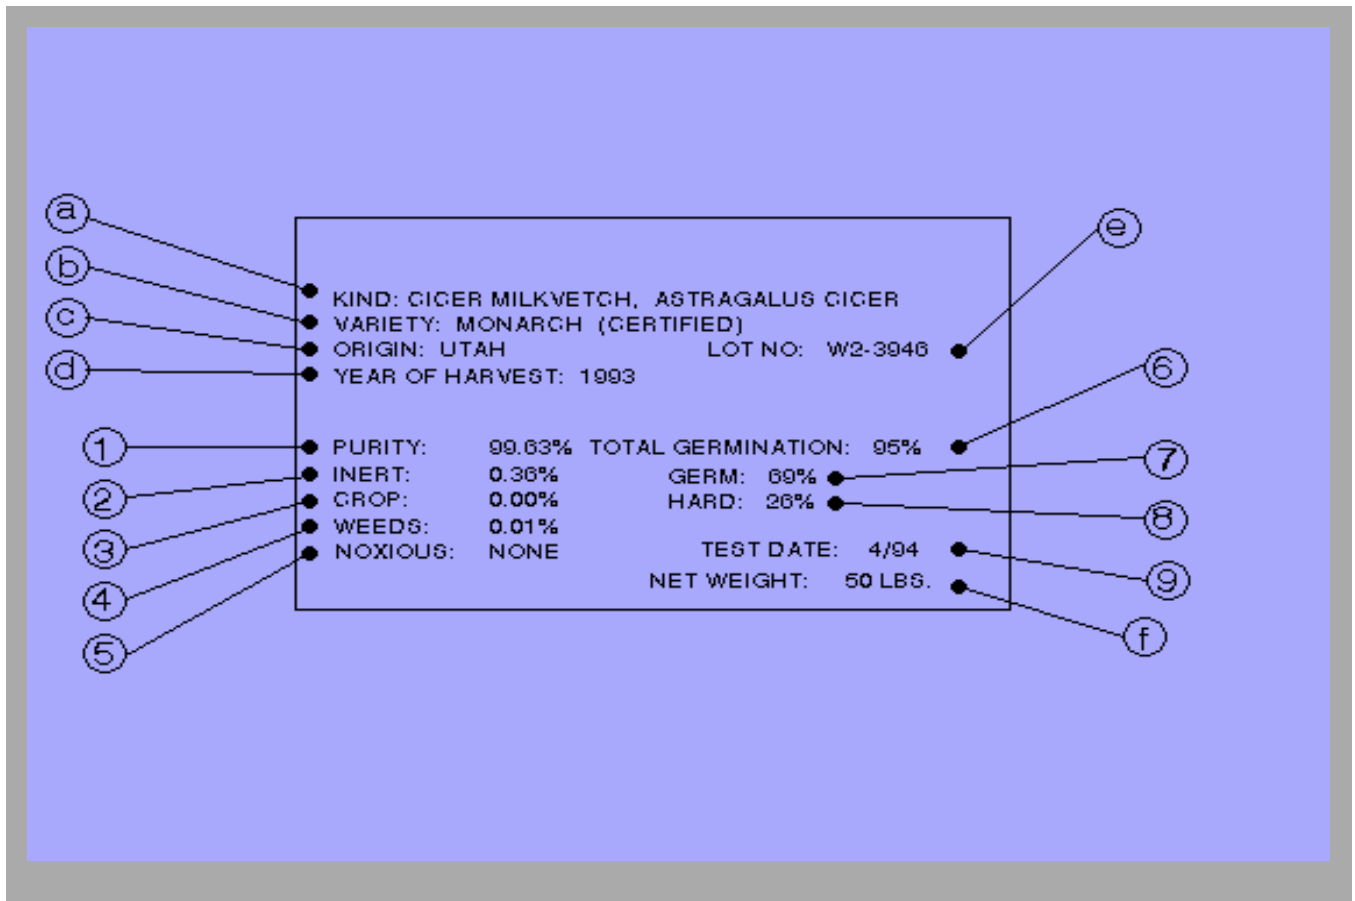 a
b
c
d
e
KIND: CICER MILKVETCH, ASTRAGALUS CICER
VARIETY: MONARCH (CERTIFIED)
ORIGIN: UTAH LOT NO: W2-3946
YEAR OF HARVEST: 1993
6
1
PURITY: 99.63% TOTAL GERMINATION: 95%
7
2
INERT: 0.36% GERM: 69%
CROP: 0.00% HARD: 26%
8
3
WEEDS: 0.01%
NOXIOUS: NONE TEST DATE: 4/94
9
4
NET WEIGHT: 50 LBS.
5
f